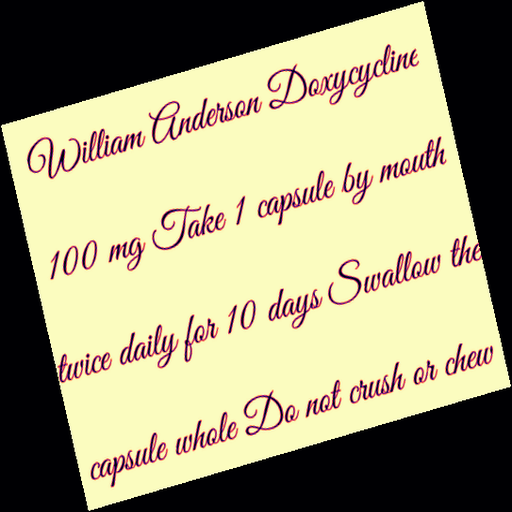 William Anderson Doxycycline
100 mg Take 1 capsule by mouth
twice daily for 10 days Swallow the
capsule whole Do not crush or chew